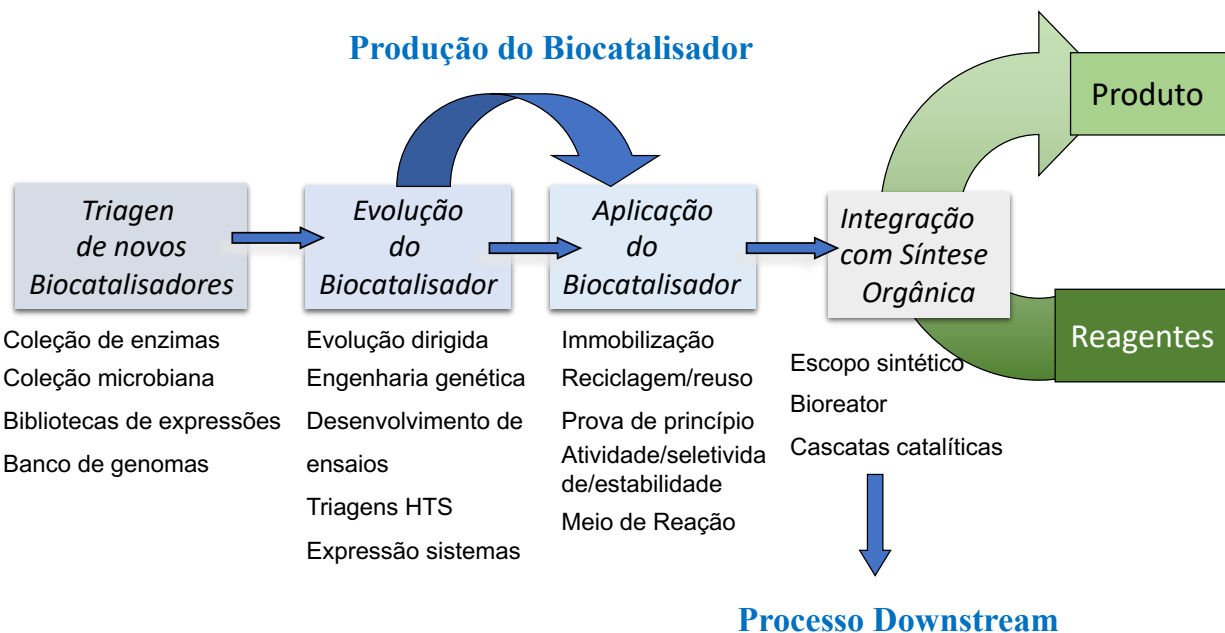 Produção do Biocatalisador
Produto
Triagen
de novos
Biocatalisadores
Evolução
do
Biocatalisador
Aplicação
do
Biocatalisador
Integração
com Síntese
Orgânica
Reagentes
Coleção de enzimas
Coleção microbiana
Bibliotecas de expressões
Banco de genomas
Evolução dirigida
Engenharia genética
Desenvolvimento de
ensaios
Triagens HTS
Expressão sistemas
Immobilização
Reciclagem/reuso
Prova de princípio
Atividade/seletivida
de/estabilidade
Meio de Reação
Escopo sintético
Bioreator
Cascatas catalíticas
Processo Downstream